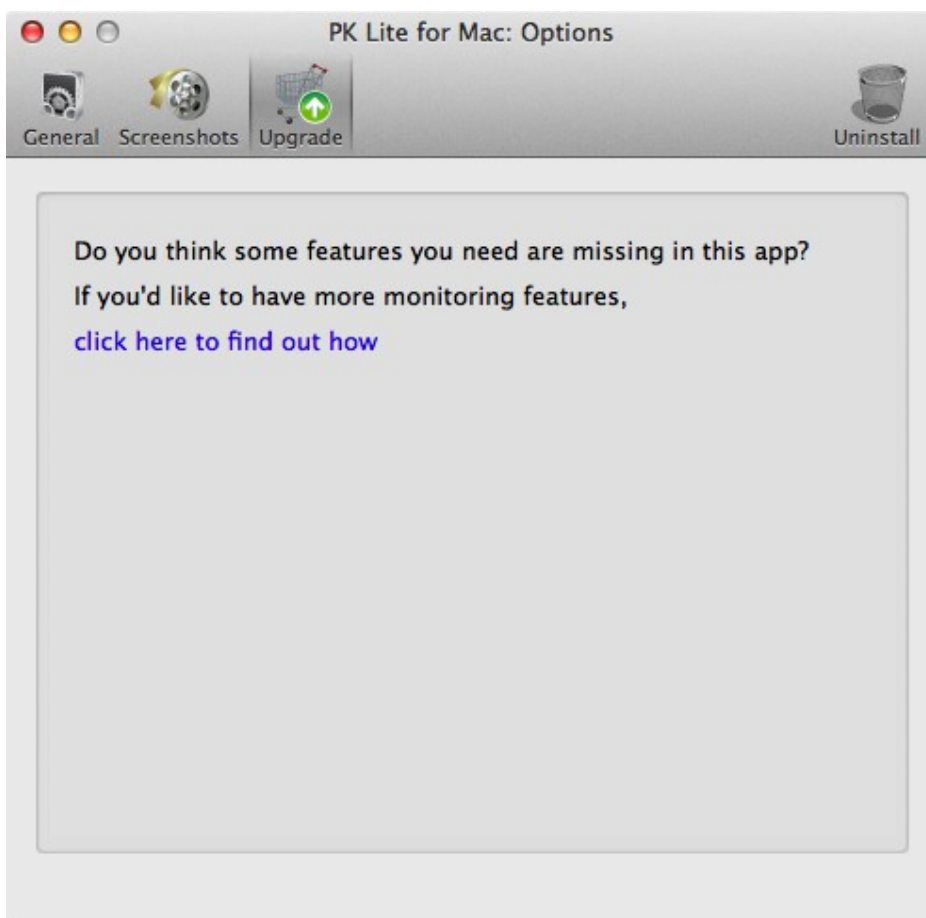 PK Lite for Mac: Options
General Screenshots Upgrade Uninstall
Do you think some features you need are missing in this app?
If you'd like to have more monitoring features,
click here to find out how